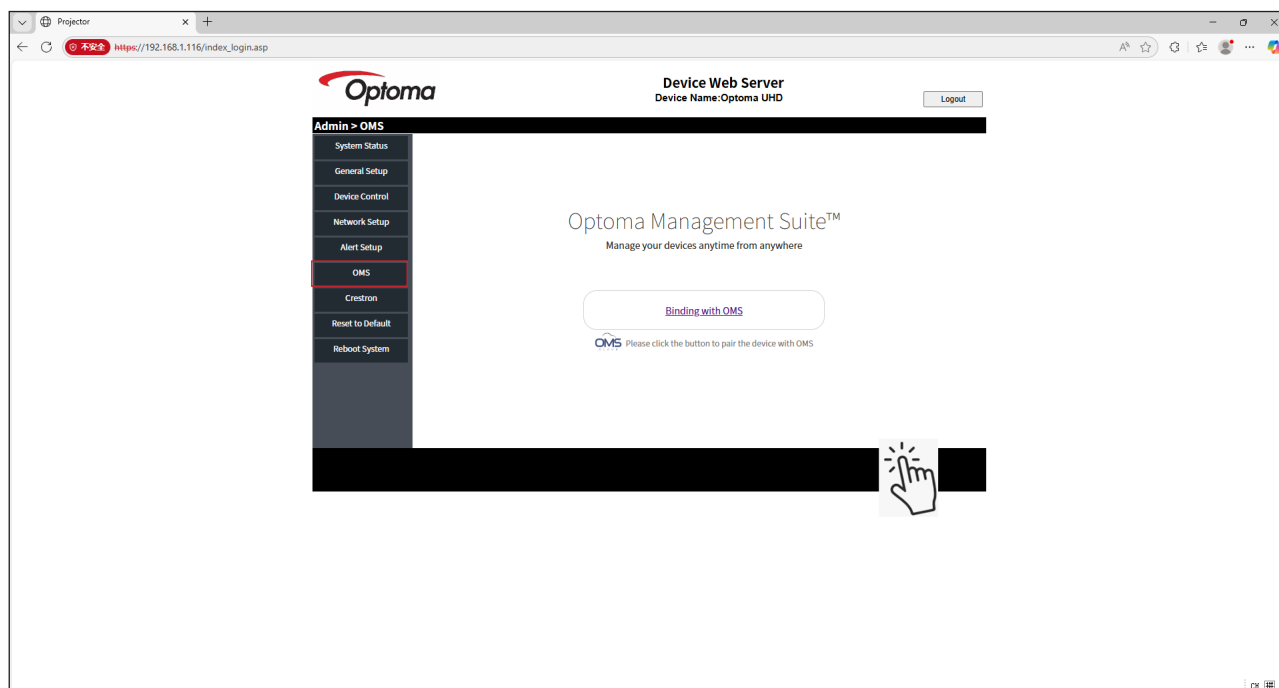 Projector
不安全 https://192.168.1.116/index_login.asp
Optoma
Device Web Server
Device Name:Optoma UHD
Logout
Admin > OMS
System Status
General Setup
Device Control
Network Setup
Alert Setup
OMS
Crestron
Reset to Default
Reboot System
Optoma Management Suite™
Manage your devices anytime from anywhere
Binding with OMS
OMS Please click the button to pair the device with OMS